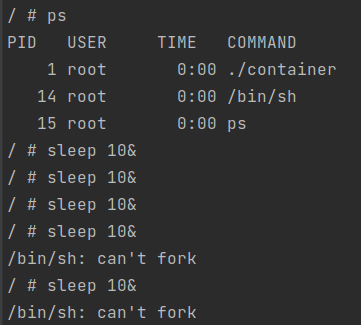 / # ps
PID   USER     TIME   COMMAND
    1 root       0:00 ./container
   14 root       0:00 /bin/sh
   15 root       0:00 ps
/ # sleep 10&
/ # sleep 10&
/ # sleep 10&
/ # sleep 10&
/bin/sh: can't fork
/ # sleep 10&
/bin/sh: can't fork